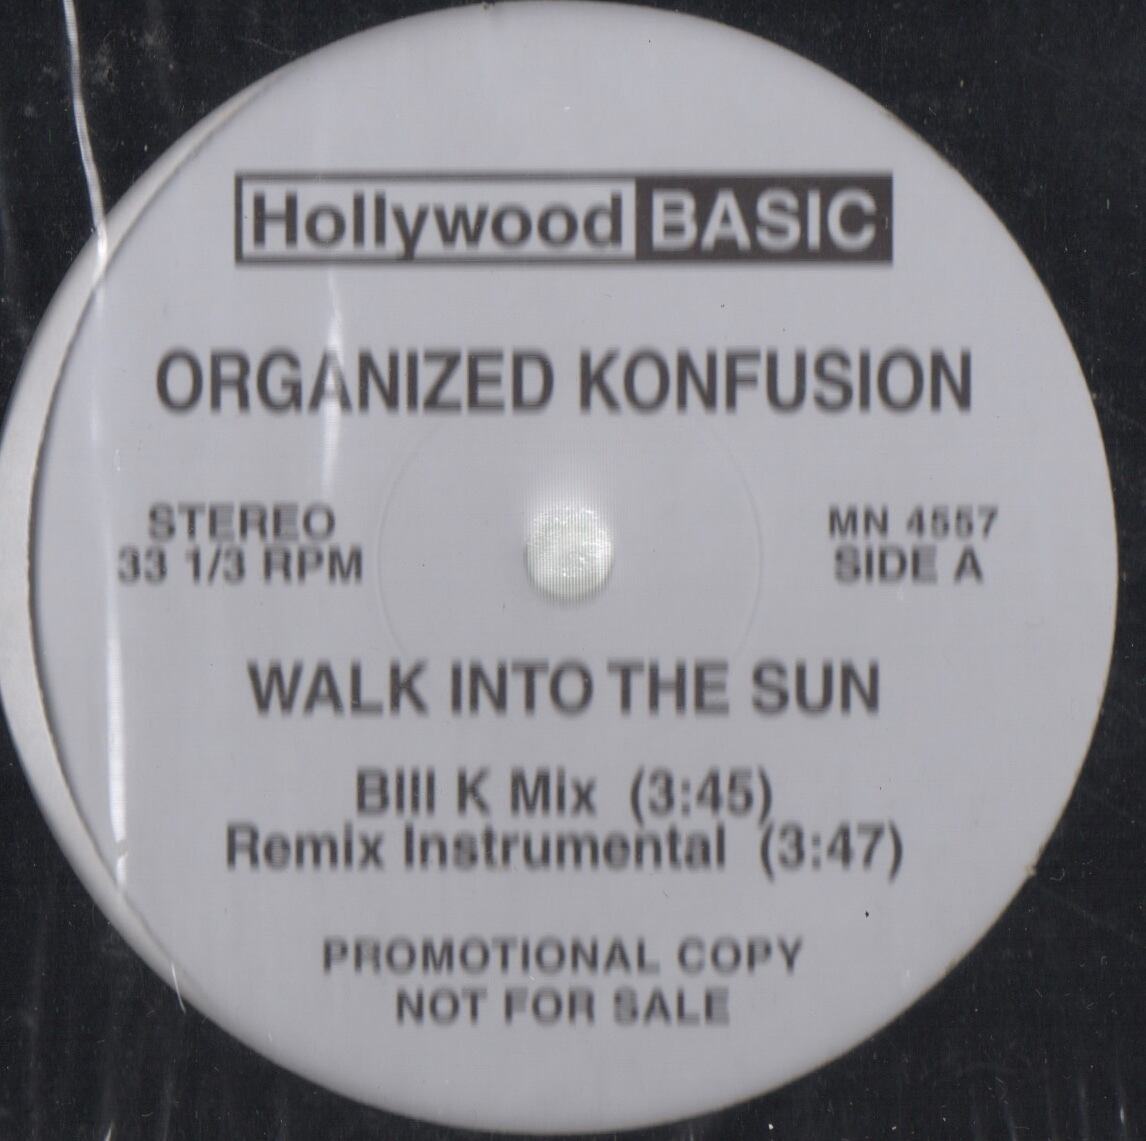 Hollywood BASIC
ORGANIZED KONFUSION
STEREO
33 1/3 RPM
MN 4557
SIDE A
WALK INTO THE SUN
Bill K Mix (3:45)
Remix Instrumental (3:47)
PROMOTIONAL COPY
NOT FOR SALE